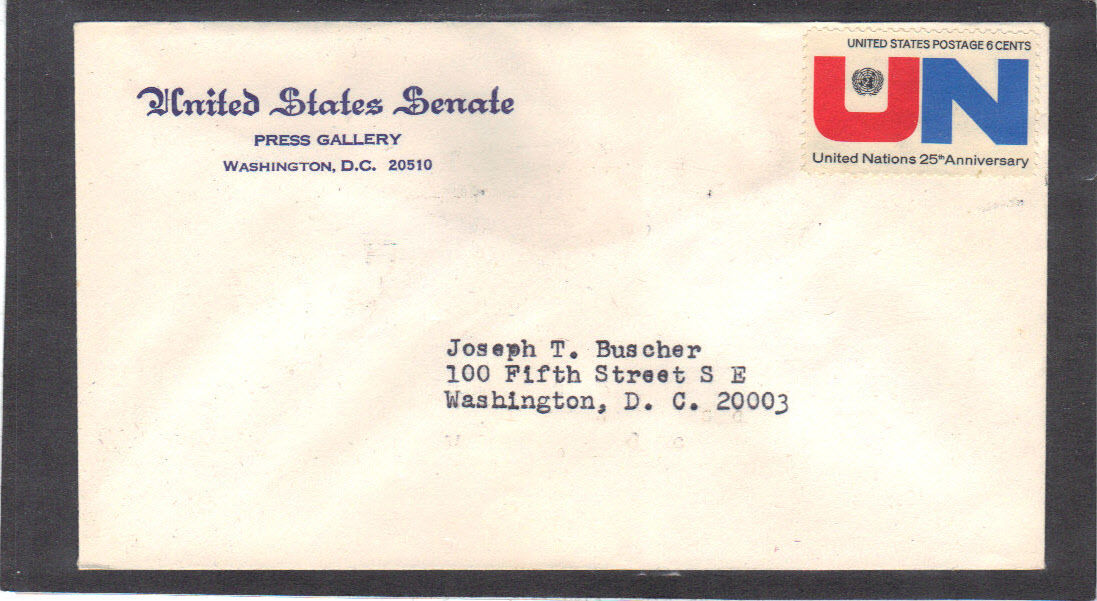 United States Senate
PRESS GALLERY
WASHINGTON, D.C. 20510
UNITED STATES POSTAGE 6 CENTS
UN
United Nations 25th Anniversary
Joseph T. Buscher
100 Fifth Street S E
Washington, D. C. 20003